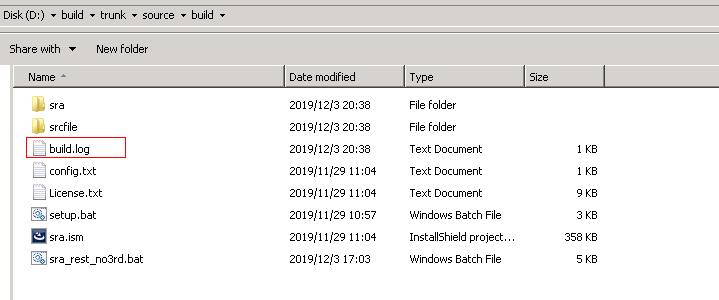 Disk (D:) build trunk source build
Share with New folder
Name Date modified Type Size
sra 2019/12/3 20:38 File folder
srcfile 2019/12/3 20:38 File folder
build.log 2019/12/3 20:38 Text Document 1 KB
config.txt 2019/11/29 11:04 Text Document 1 KB
License.txt 2019/11/29 11:04 Text Document 9 KB
setup.bat 2019/11/29 10:57 Windows Batch File 3 KB
sra.ism 2019/11/29 11:04 InstallShield project... 358 KB
sra_rest_no3rd.bat 2019/12/3 17:03 Windows Batch File 5 KB